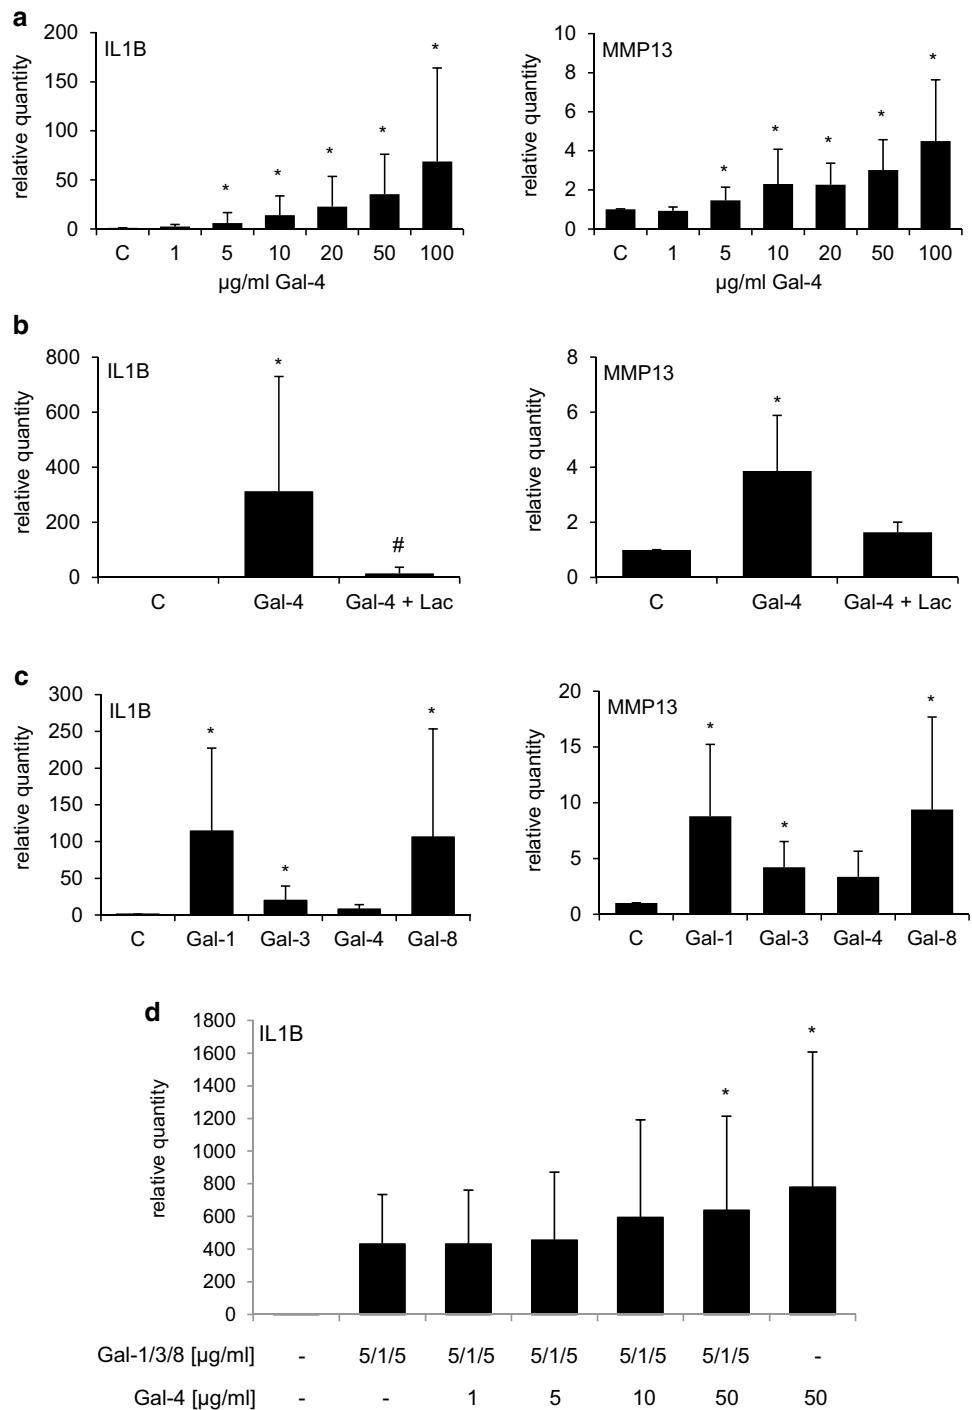 a
IL1B
relative quantity
200
150
100
50
0
* * * * *
C 1 5 10 20 50 100
µg/ml Gal-4
MMP13
relative quantity
10
8
6
4
2
0
* * * * *
C 1 5 10 20 50 100
µg/ml Gal-4
b
IL1B
relative quantity
800
600
400
200
0
* #
C Gal-4 Gal-4 + Lac
MMP13
relative quantity
8
6
4
2
0
*
C Gal-4 Gal-4 + Lac
c
IL1B
relative quantity
300
250
200
150
100
50
0
* * *
C Gal-1 Gal-3 Gal-4 Gal-8
MMP13
relative quantity
20
15
10
5
0
* * *
C Gal-1 Gal-3 Gal-4 Gal-8
d
IL1B
relative quantity
1800
1600
1400
1200
1000
800
600
400
200
0
* *
Gal-1/3/8 [µg/ml] - 5/1/5 5/1/5 5/1/5 5/1/5 5/1/5 -
Gal-4 [µg/ml] - - 1 5 10 50 50